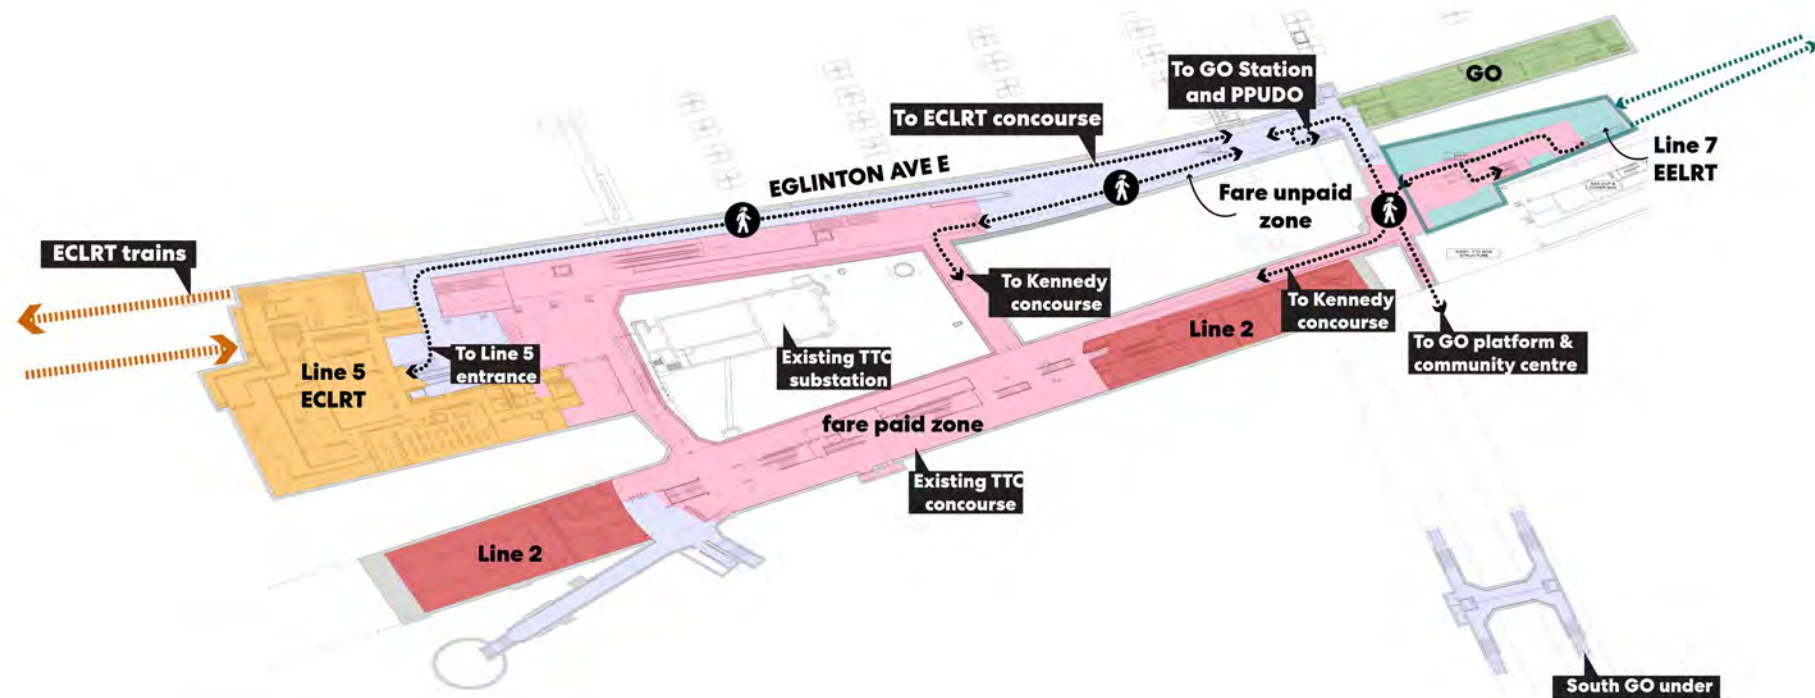 To GO Station
and PPUDO
GO
To ECLRT concourse
Line 7
EELRT
EGLINTON AVE E
Fare unpaid
zone
ECLRT trains
To Kennedy
concourse
To Kennedy
concourse
Line 2
To GO platform &
community centre
To Line 5
entrance
Existing TTC
substation
Line 5
ECLRT
fare paid zone
Existing TTC
concourse
Line 2
South GO under